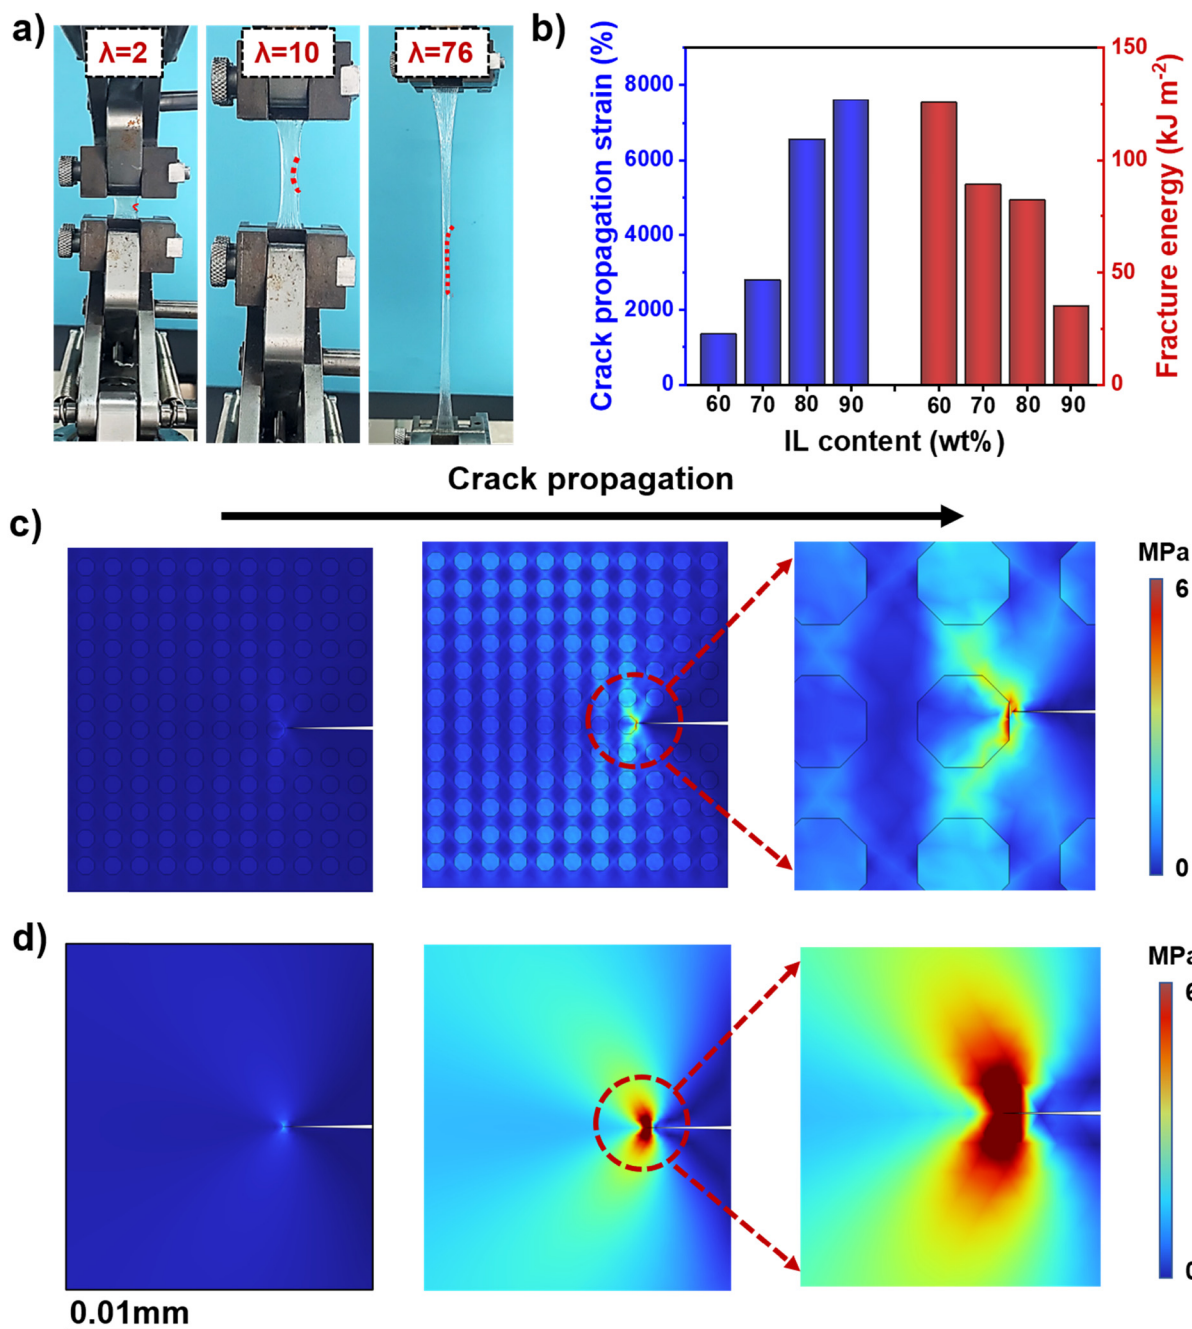 a)
λ=2
λ=10
λ=76
b)
Crack propagation strain (%)
8000
6000
4000
2000
0
60 70 80 90 60 70 80 90
IL content (wt%)
150
100
50
0
Fracture energy (kJ m⁻²)
Crack propagation
c)
MPa
6
0
d)
MPa
6
0
0.01mm